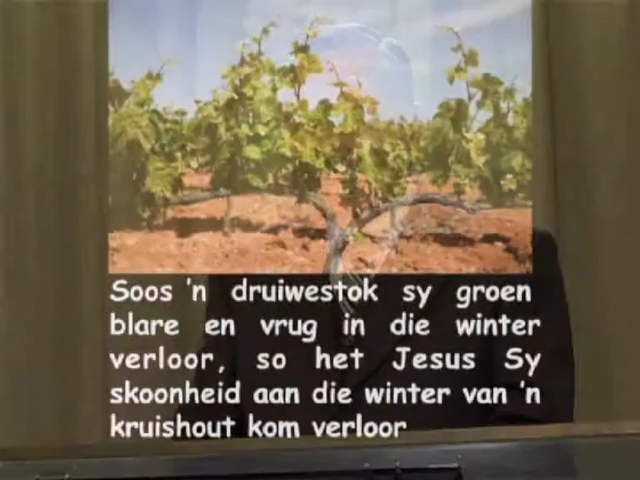 Soos 'n druiwestok sy groen
blare en vrug in die winter
verloor, so het Jesus Sy
skoonheid aan die winter van 'n
kruishout kom verloor